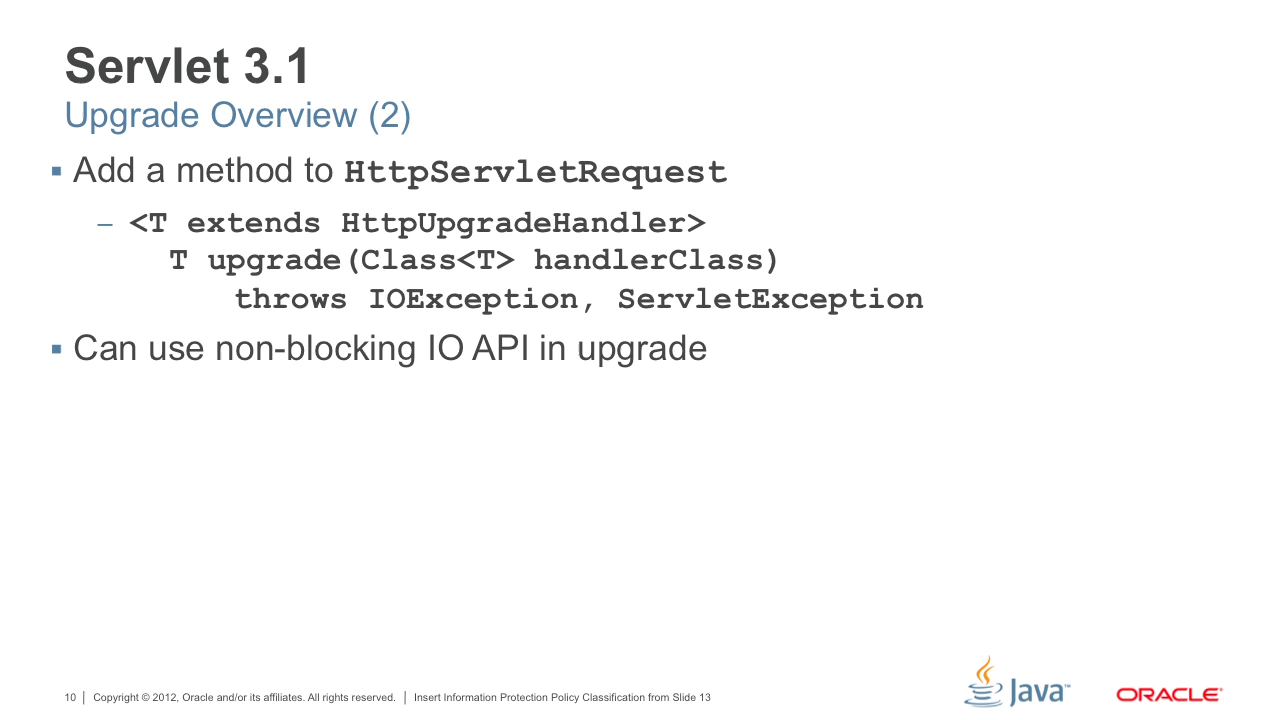 Servlet 3.1
Upgrade Overview (2)
▪ Add a method to HttpServletRequest
– <T extends HttpUpgradeHandler>
T upgrade(Class<T> handlerClass)
throws IOException, ServletException
▪ Can use non-blocking IO API in upgrade
10 | Copyright © 2012, Oracle and/or its affiliates. All rights reserved. | Insert Information Protection Policy Classification from Slide 13
Java™
ORACLE®